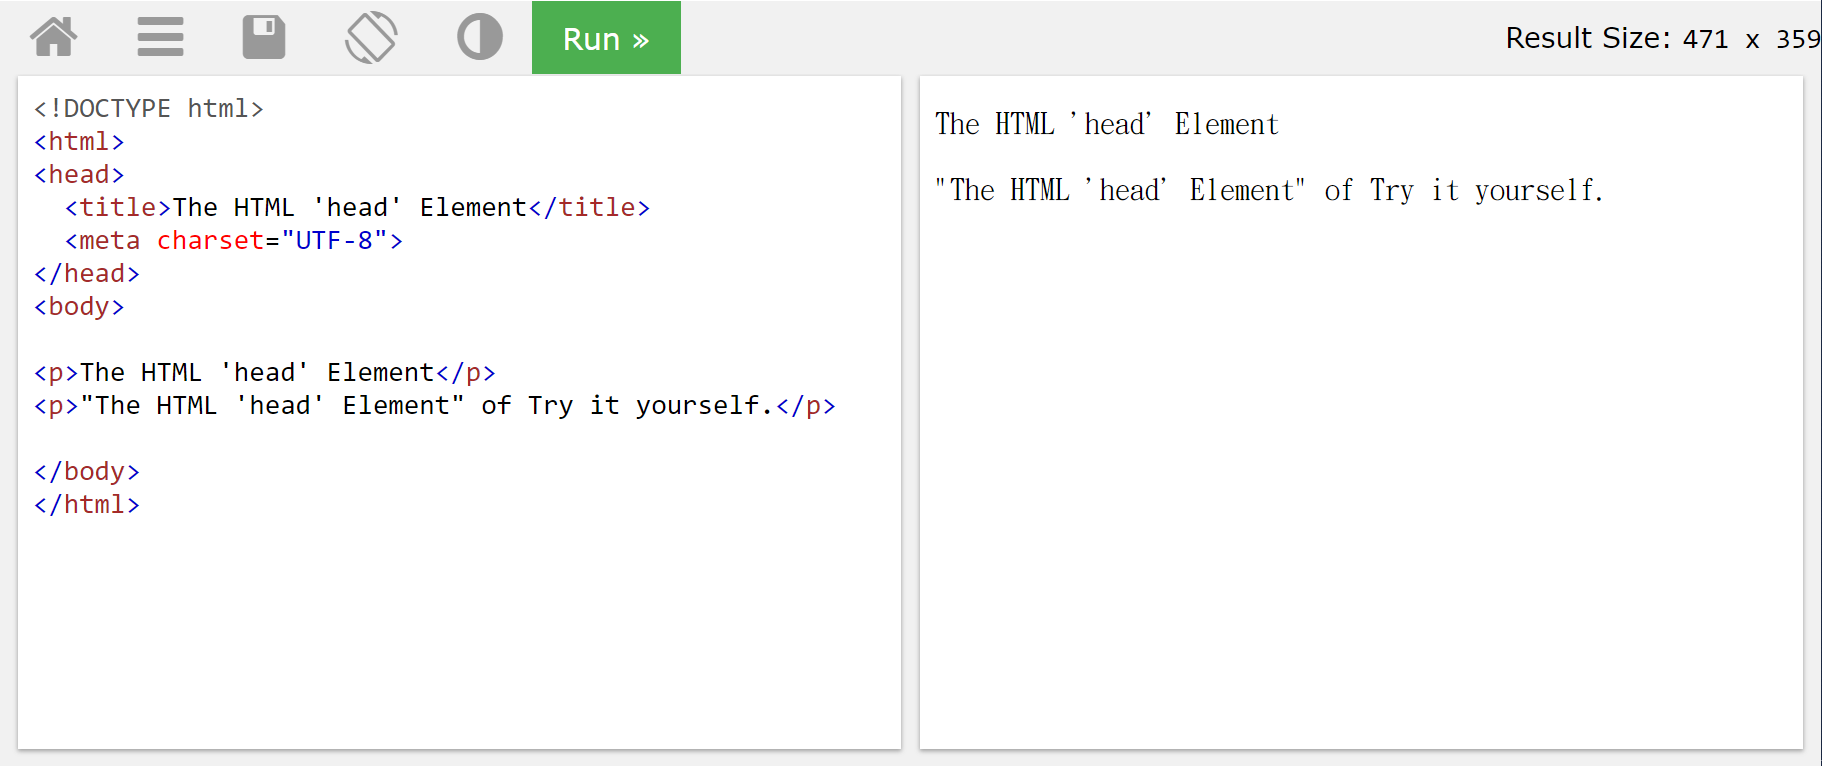 Run »
Result Size: 471 x 359
<!DOCTYPE html>
<html>
<head>
  <title>The HTML 'head' Element</title>
  <meta charset="UTF-8">
</head>
<body>
<p>The HTML 'head' Element</p>
<p>"The HTML 'head' Element" of Try it yourself.</p>
</body>
</html>
The HTML 'head' Element
"The HTML 'head' Element" of Try it yourself.